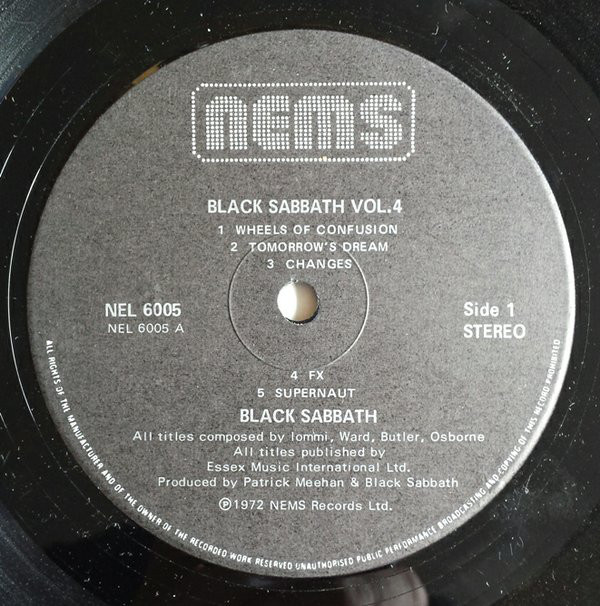 nems
BLACK SABBATH VOL.4
1 WHEELS OF CONFUSION
2 TOMORROW'S DREAM
3 CHANGES
NEL 6005
NEL 6005 A
Side 1
STEREO
4 FX
5 SUPERNAUT
BLACK SABBATH
All titles composed by Iommi, Ward, Butler, Osborne
All titles published by
Essex Music International Ltd.
Produced by Patrick Meehan & Black Sabbath
Ⓟ1972 NEMS Records Ltd.
ALL RIGHTS OF THE MANUFACTURER AND OF THE OWNER OF THE RECORDED WORK RESERVED UNAUTHORISED PUBLIC PERFORMANCE BROADCASTING AND COPYING OF THIS RECORD PROHIBITED